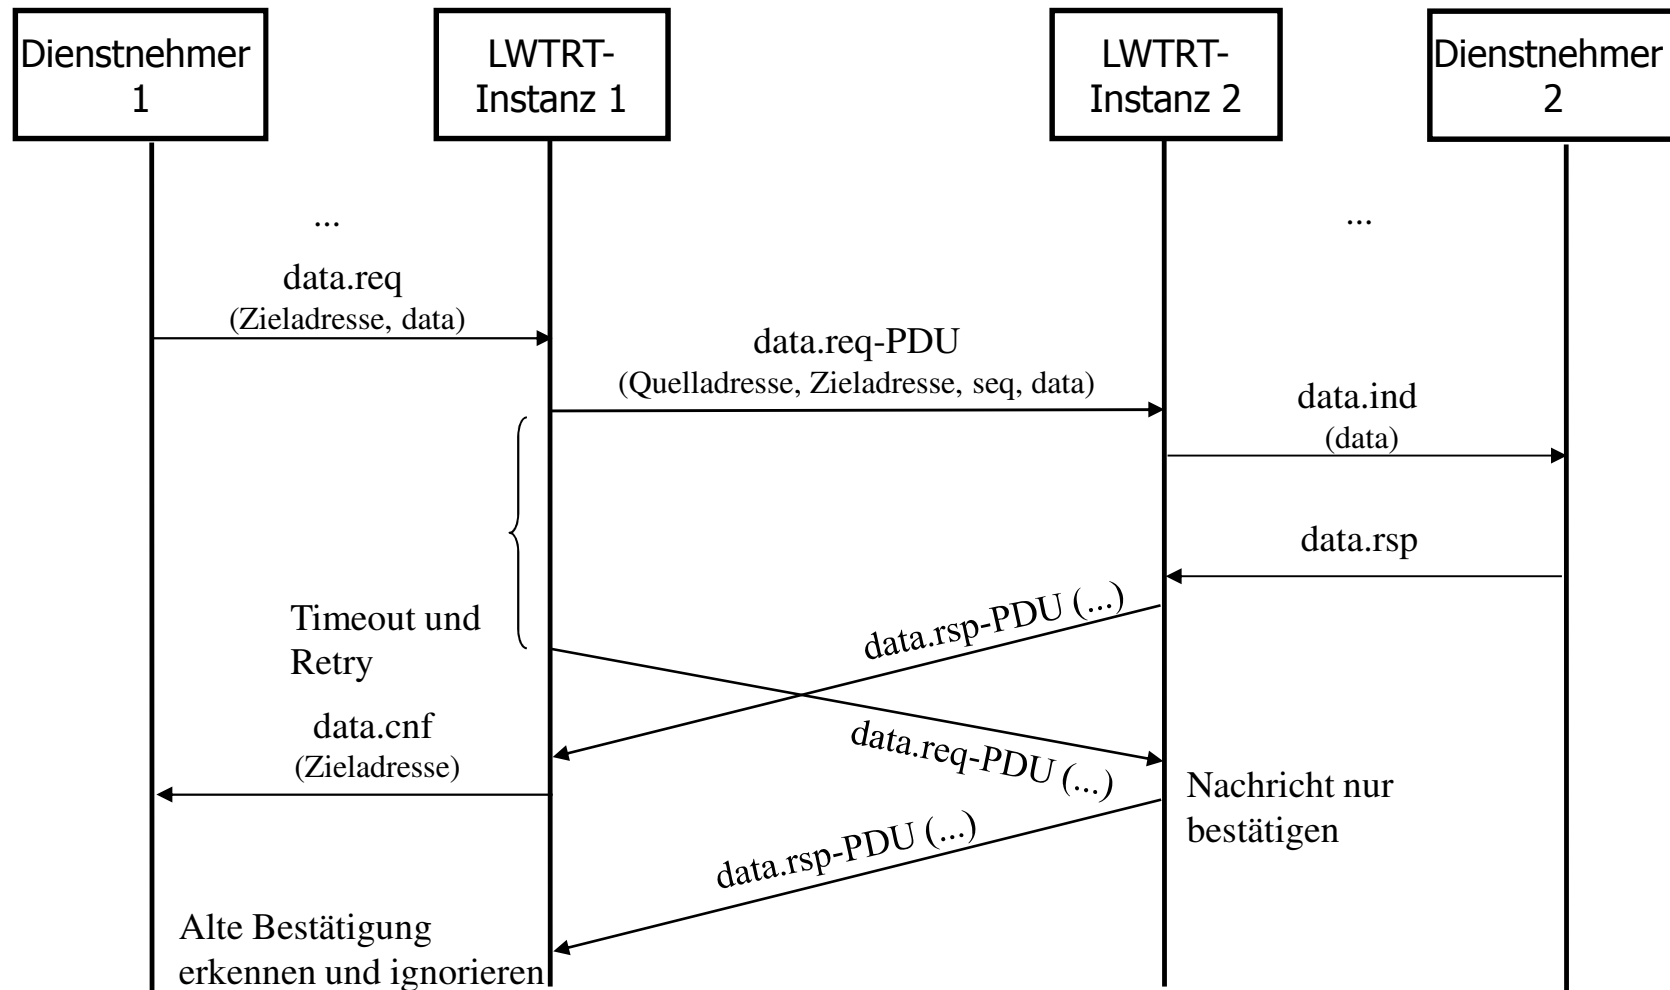 Dienstnehmer
1
LWTRT-
Instanz 1
LWTRT-
Instanz 2
Dienstnehmer
2
...
...
data.req
(Zieladresse, data)
data.req-PDU
(Quelladresse, Zieladresse, seq, data)
data.ind
(data)
data.rsp
data.rsp-PDU (...)
Timeout und
Retry
data.req-PDU (...)
data.cnf
(Zieladresse)
Nachricht nur
bestätigen
data.rsp-PDU (...)
Alte Bestätigung
erkennen und ignorieren